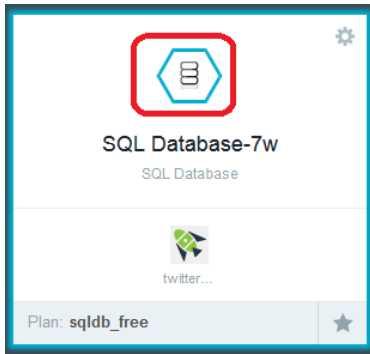 SQL Database-7w
SQL Database
twitter...
Plan: sqldb_free